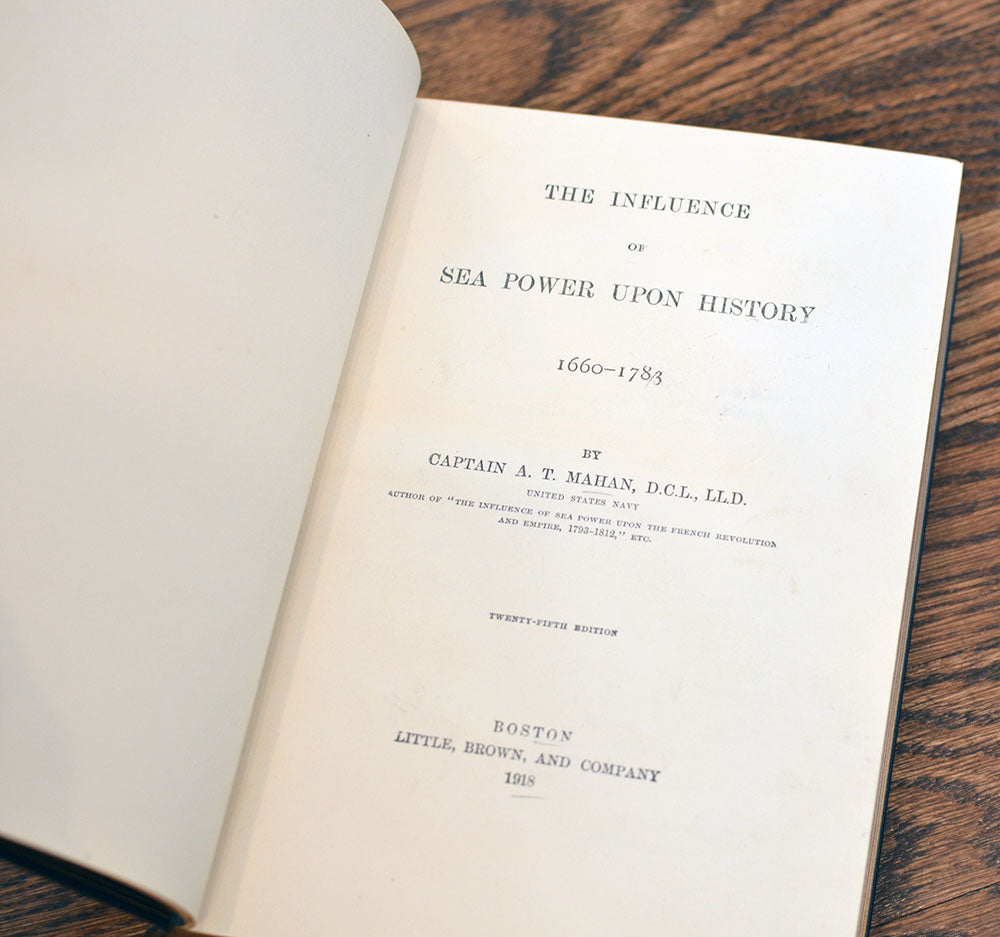 THE INFLUENCE
OF
SEA POWER UPON HISTORY
1660–1783
BY
CAPTAIN A. T. MAHAN, D.C.L., LL.D.
UNITED STATES NAVY
AUTHOR OF "THE INFLUENCE OF SEA POWER UPON THE FRENCH REVOLUTION
AND EMPIRE, 1793–1812," ETC.
TWENTY-FIFTH EDITION
BOSTON
LITTLE, BROWN, AND COMPANY
1918